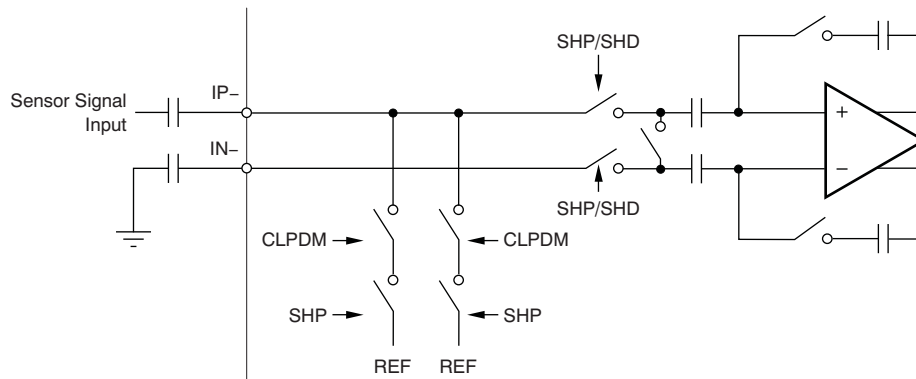 SHP/SHD
Sensor Signal
Input
IP–
IN–
+
–
SHP/SHD
CLPDM
CLPDM
SHP
SHP
REF
REF